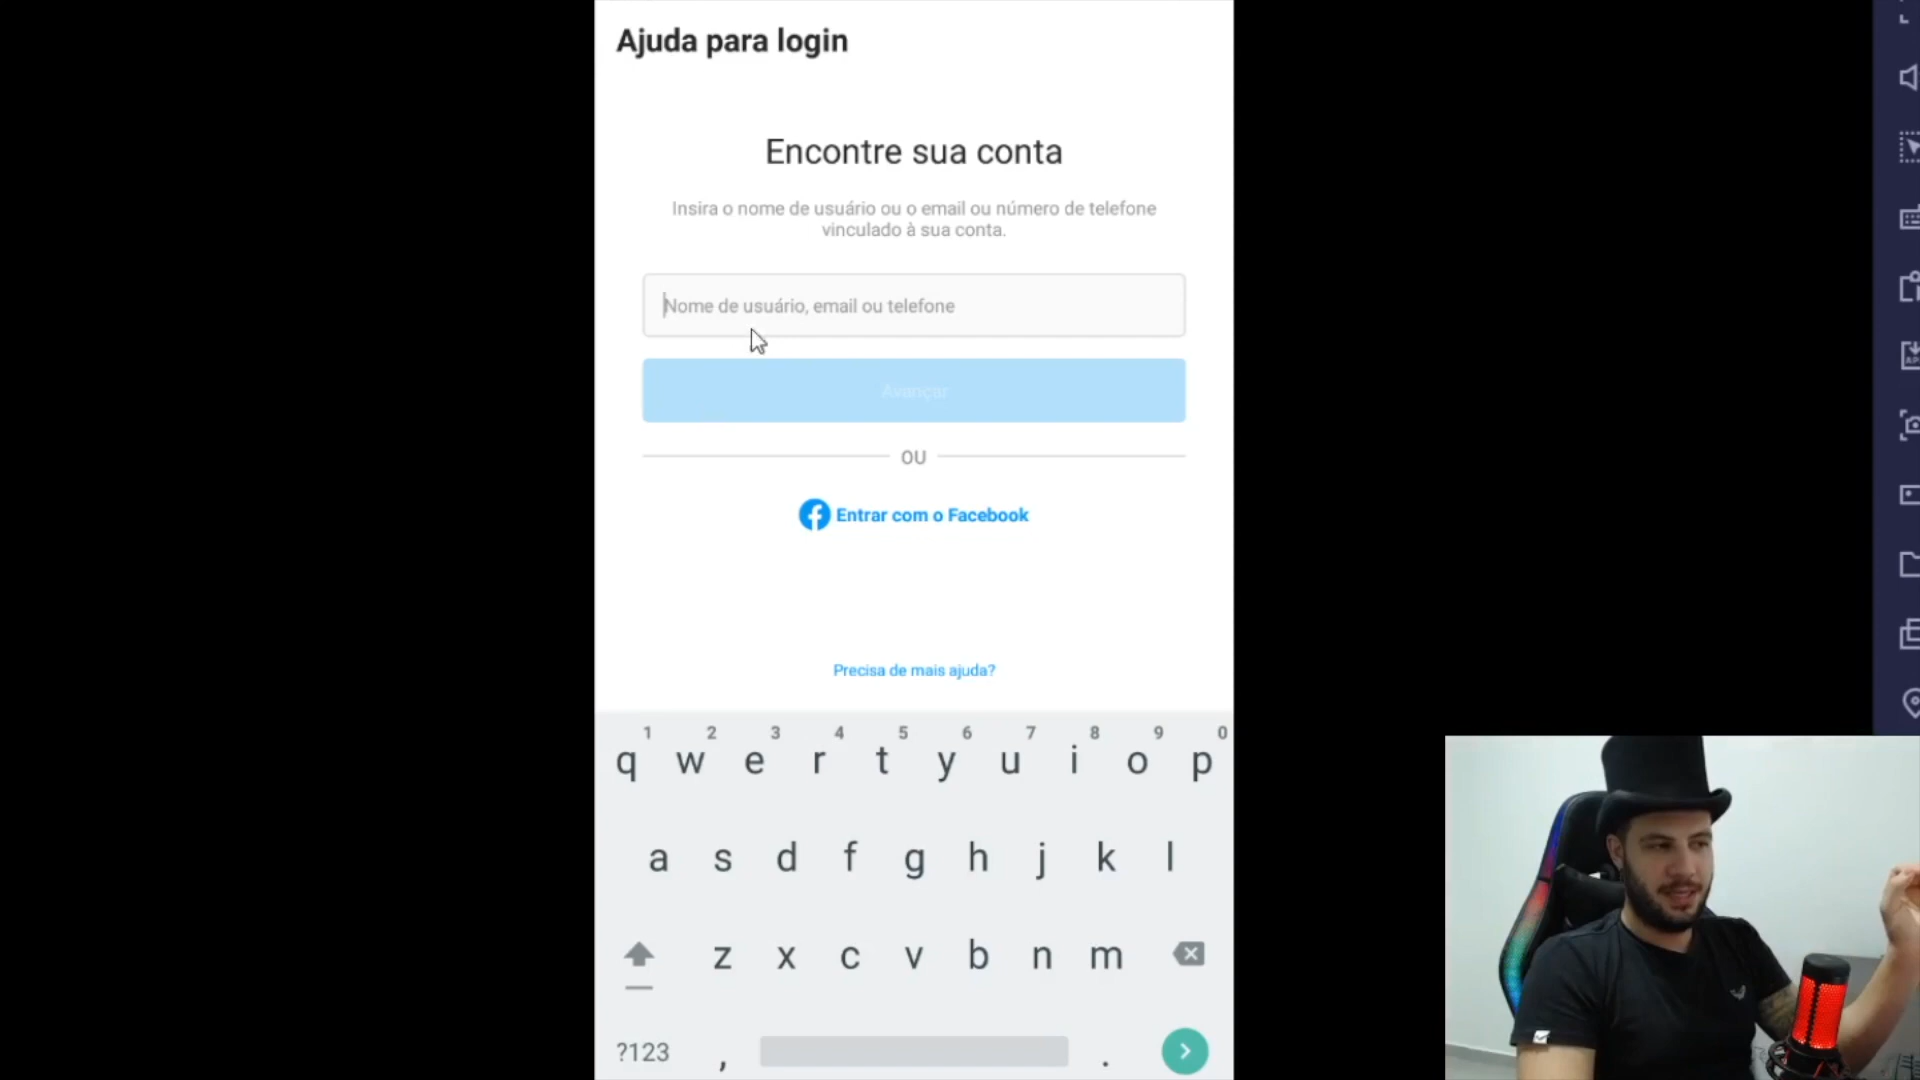 Ajuda para login
Encontre sua conta
Insira o nome de usuário ou o email ou número de telefone
vinculado à sua conta.
Nome de usuário, email ou telefone
Avançar
OU
Entrar com o Facebook
Precisa de mais ajuda?
1 2 3 4 5 6 7 8 9 0
q w e r t y u i o p
a s d f g h j k l
z x c v b n m
?123 , .